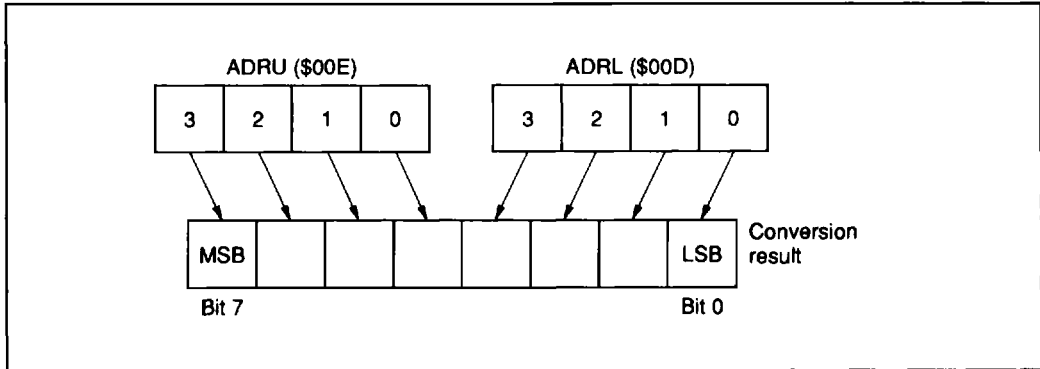 ADRU ($00E) ADRL ($00D)
3 2 1 0 3 2 1 0
MSB LSB Conversion
result
Bit 7 Bit 0